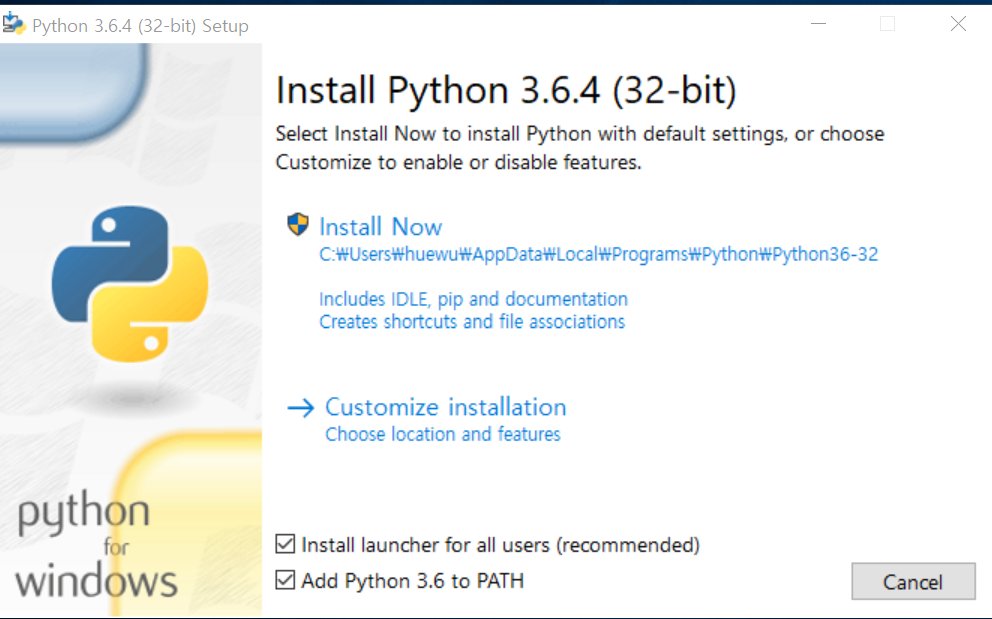 Python 3.6.4 (32-bit) Setup
Install Python 3.6.4 (32-bit)
Select Install Now to install Python with default settings, or choose
Customize to enable or disable features.
Install Now
C:₩Users₩huewu₩AppData₩Local₩Programs₩Python₩Python36-32
Includes IDLE, pip and documentation
Creates shortcuts and file associations
Customize installation
Choose location and features
python
for
windows
Install launcher for all users (recommended)
Add Python 3.6 to PATH
Cancel